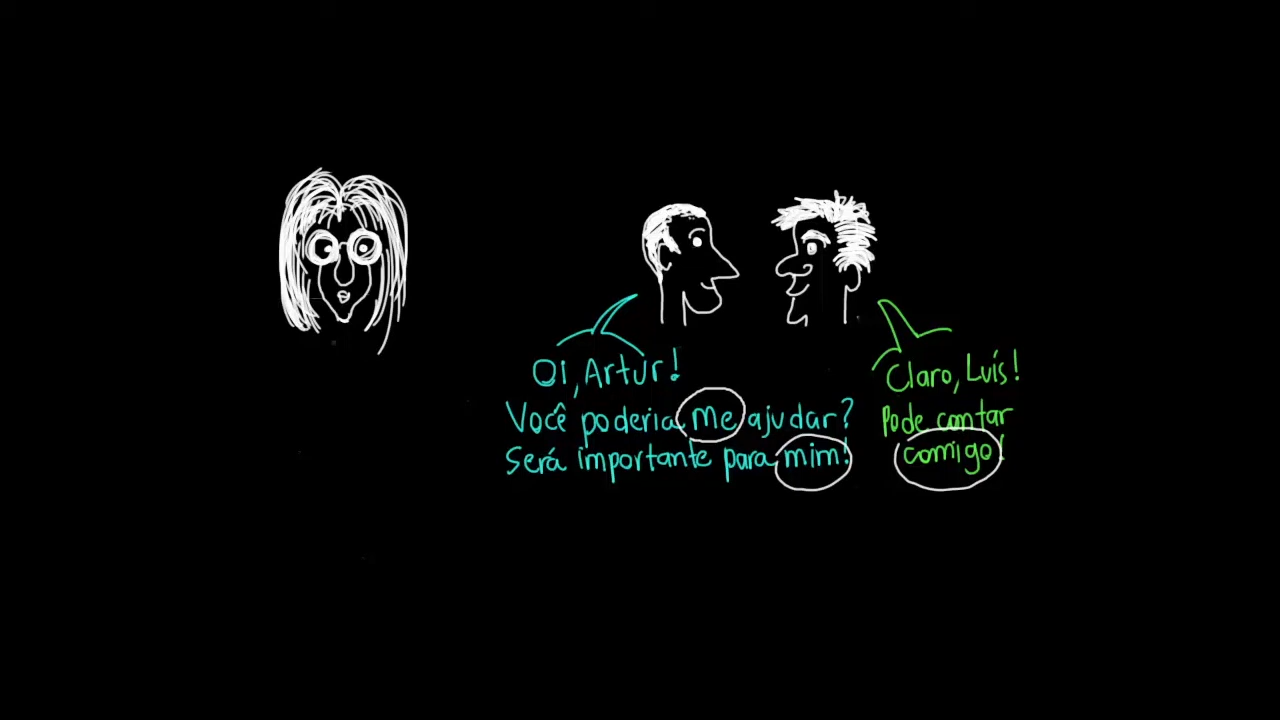 Oi, Artur!
Você poderia me ajudar?
Será importante para mim!
Claro, Luís!
Pode contar
comigo!